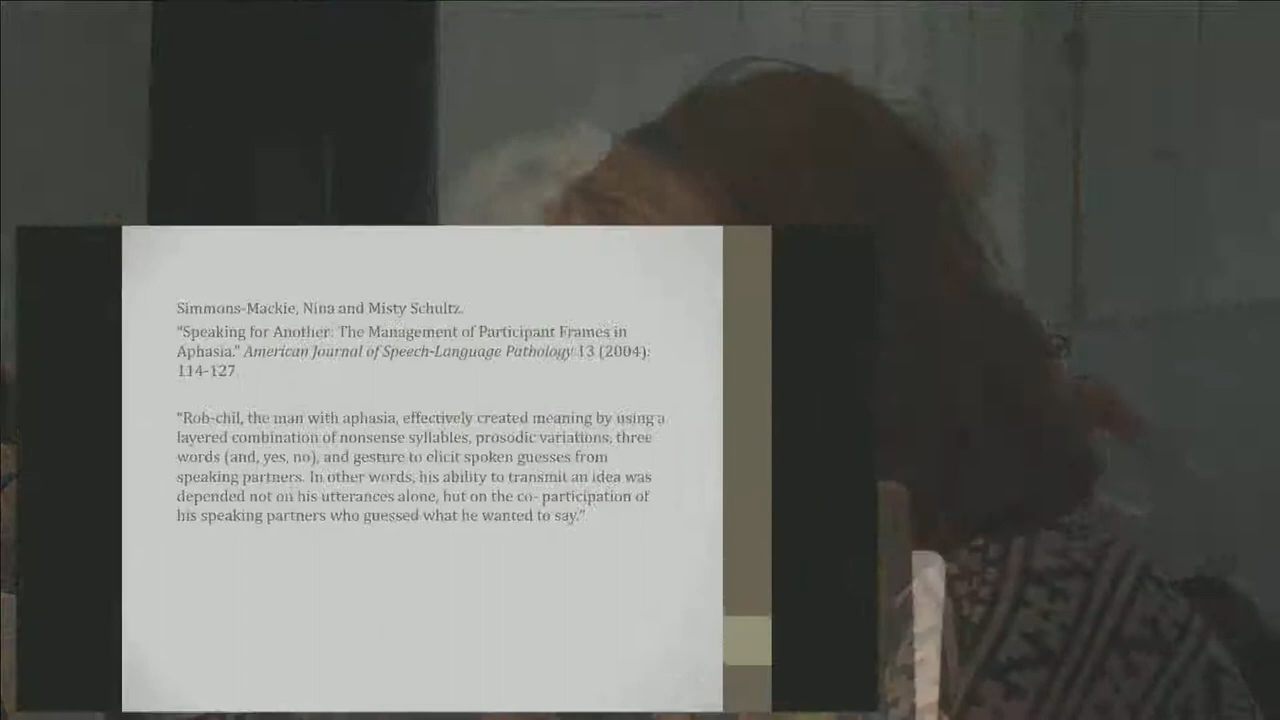 Simmons-Mackie, Nina and Misty Schultz.
"Speaking for Another: The Management of Participant Frames in
Aphasia." American Journal of Speech-Language Pathology 13 (2004):
114-127
"Rob-chil, the man with aphasia, effectively created meaning by using a
layered combination of nonsense syllables, prosodic variations, three
words (and, yes, no), and gesture to elicit spoken guesses from
speaking partners. In other words, his ability to transmit an idea was
depended not on his utterances alone, but on the co- participation of
his speaking partners who guessed what he wanted to say."